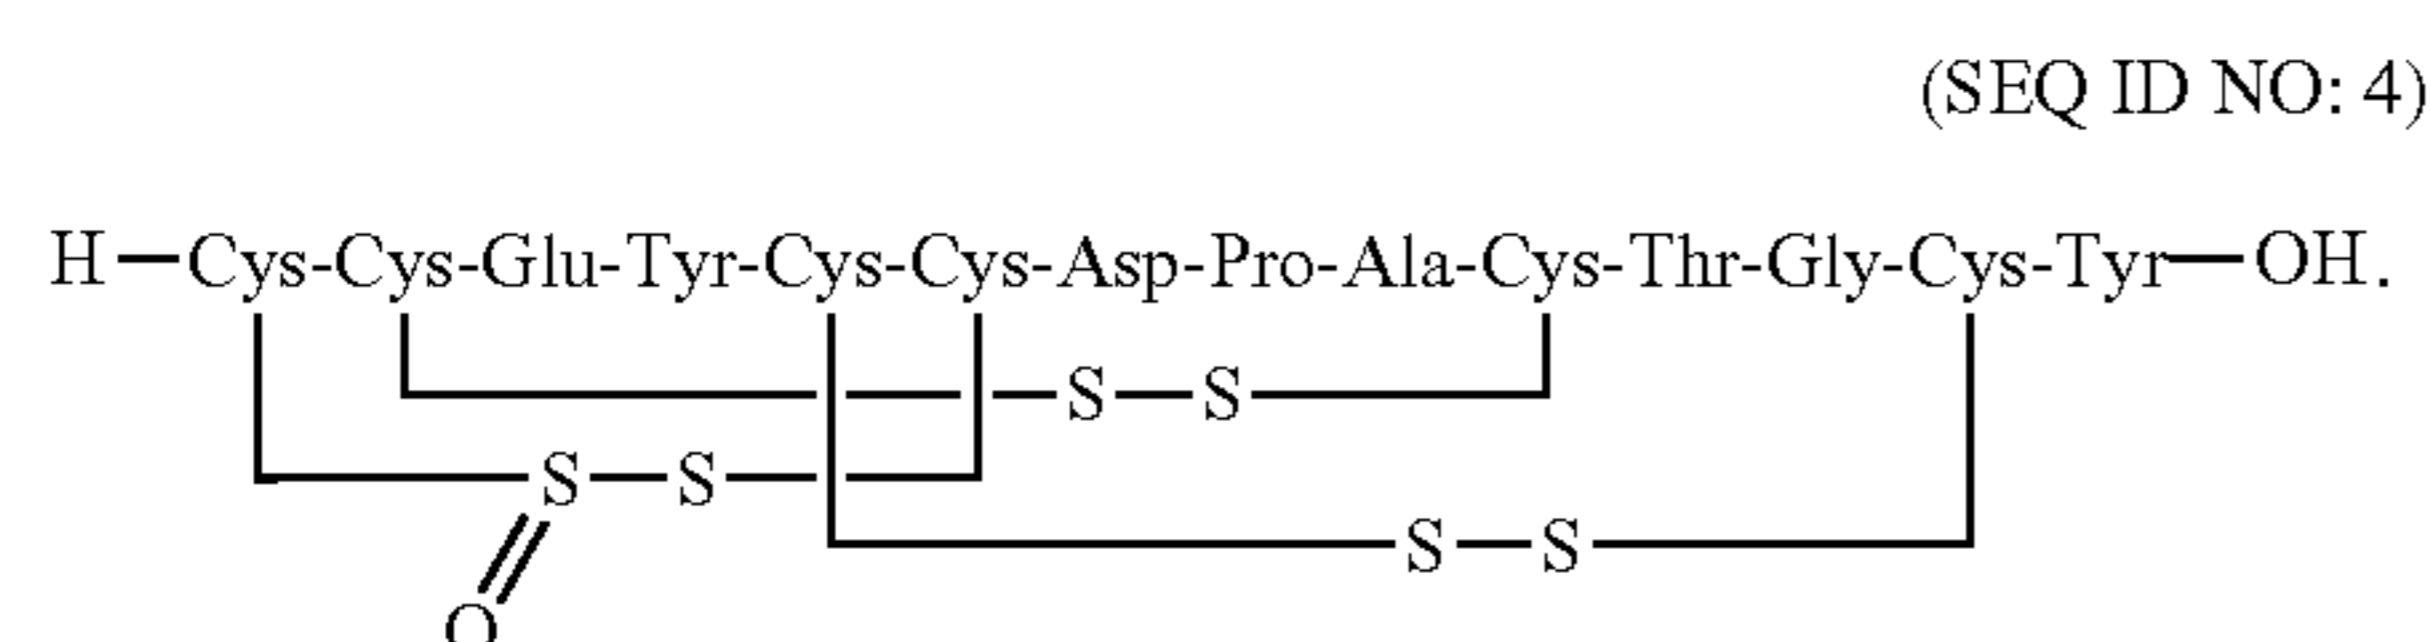 (SEQ ID NO: 4)
H—Cys-Cys-Glu-Tyr-Cys-Cys-Asp-Pro-Ala-Cys-Thr-Gly-Cys-Tyr—OH.
S—S
S—S
S—S
O